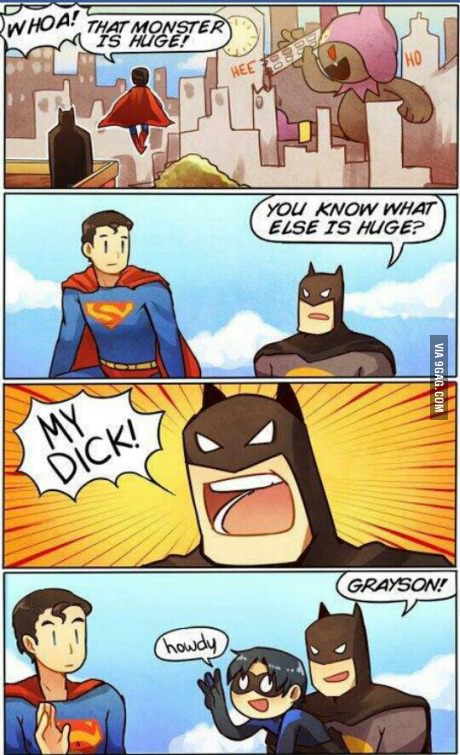 WHOA!
THAT MONSTER
IS HUGE!
HEE
HO
YOU KNOW WHAT
ELSE IS HUGE?
VIA 9GAG.COM
MY
DICK!
GRAYSON!
howdy